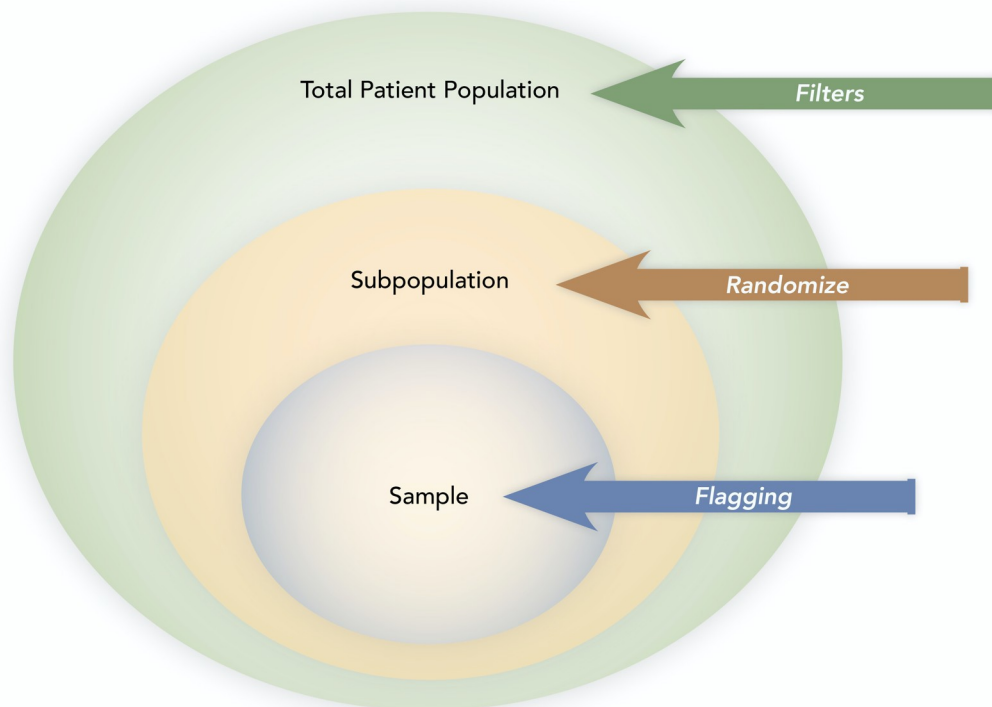 Total Patient Population
Filters
Subpopulation
Randomize
Sample
Flagging